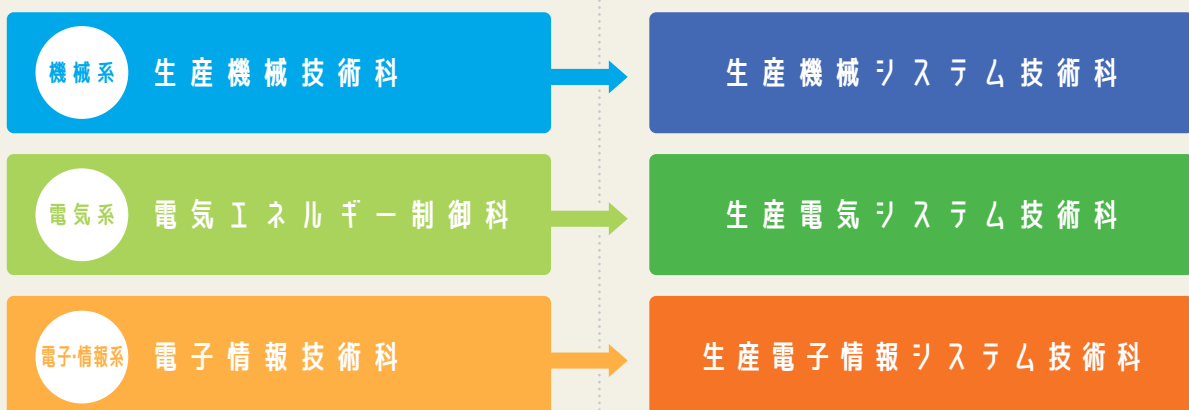 機械系 生産機械技術科 生産機械システム技術科
電気系 電気エネルギー制御科 生産電気システム技術科
電子・情報系 電子情報技術科 生産電子情報システム技術科